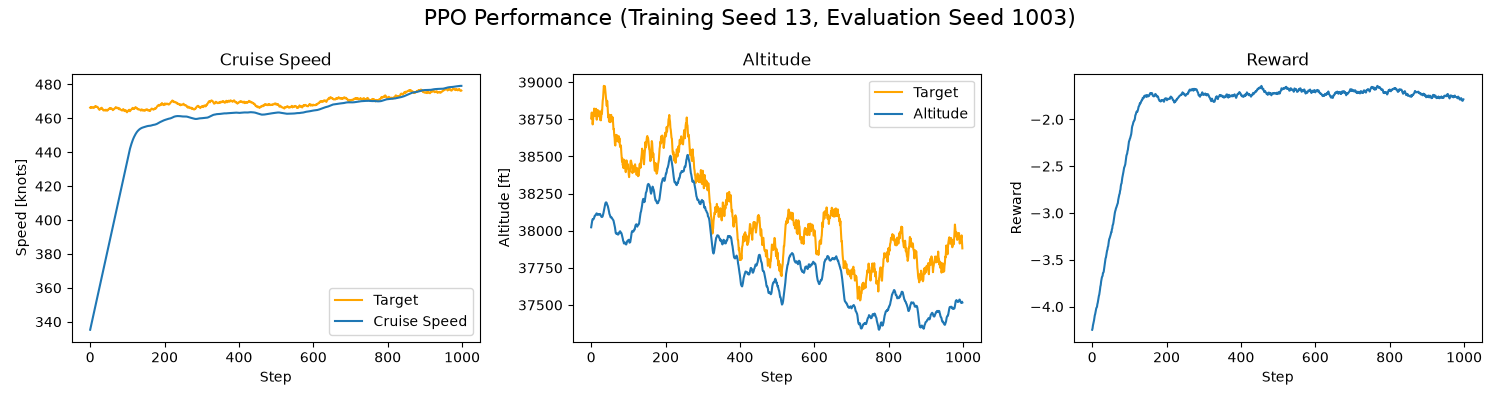 PPO Performance (Training Seed 13, Evaluation Seed 1003)
Cruise Speed
Speed [knots]
480
460
440
420
400
380
360
340
Target
Cruise Speed
0 200 400 600 800 1000
Step
Altitude
Altitude [ft]
39000
38750
38500
38250
38000
37750
37500
Target
Altitude
0 200 400 600 800 1000
Step
Reward
Reward
−2.0
−2.5
−3.0
−3.5
−4.0
0 200 400 600 800 1000
Step